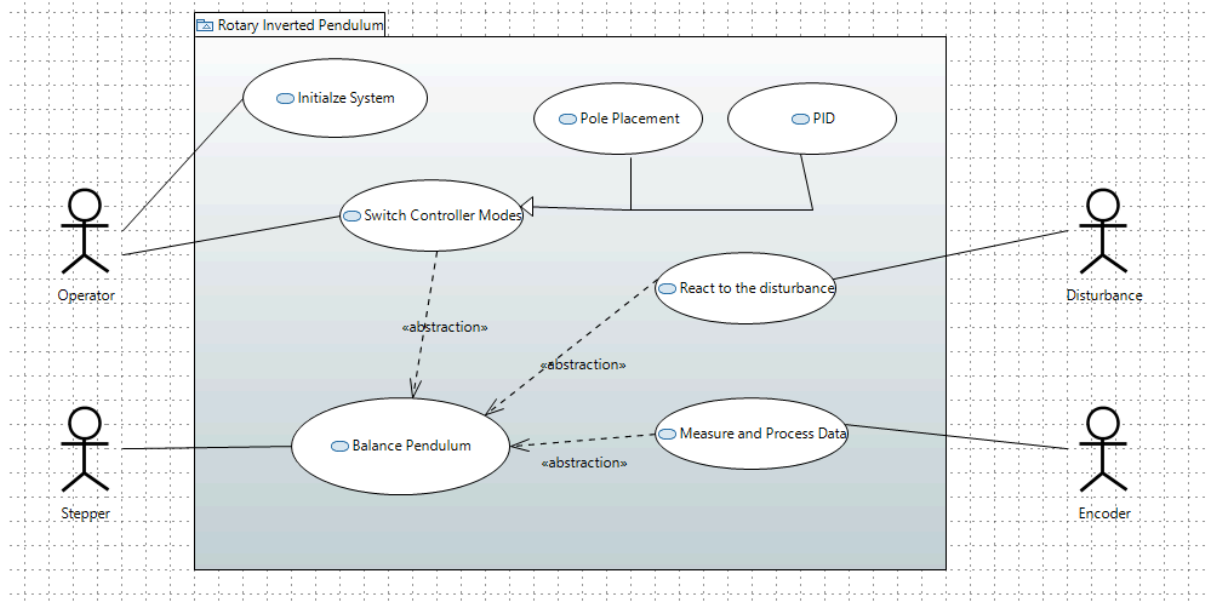 Rotary Inverted Pendulum
Initialze System
Pole Placement
PID
Switch Controller Modes
Operator
React to the disturbance
Disturbance
«abstraction»
«abstraction»
Balance Pendulum
Measure and Process Data
«abstraction»
Stepper
Encoder